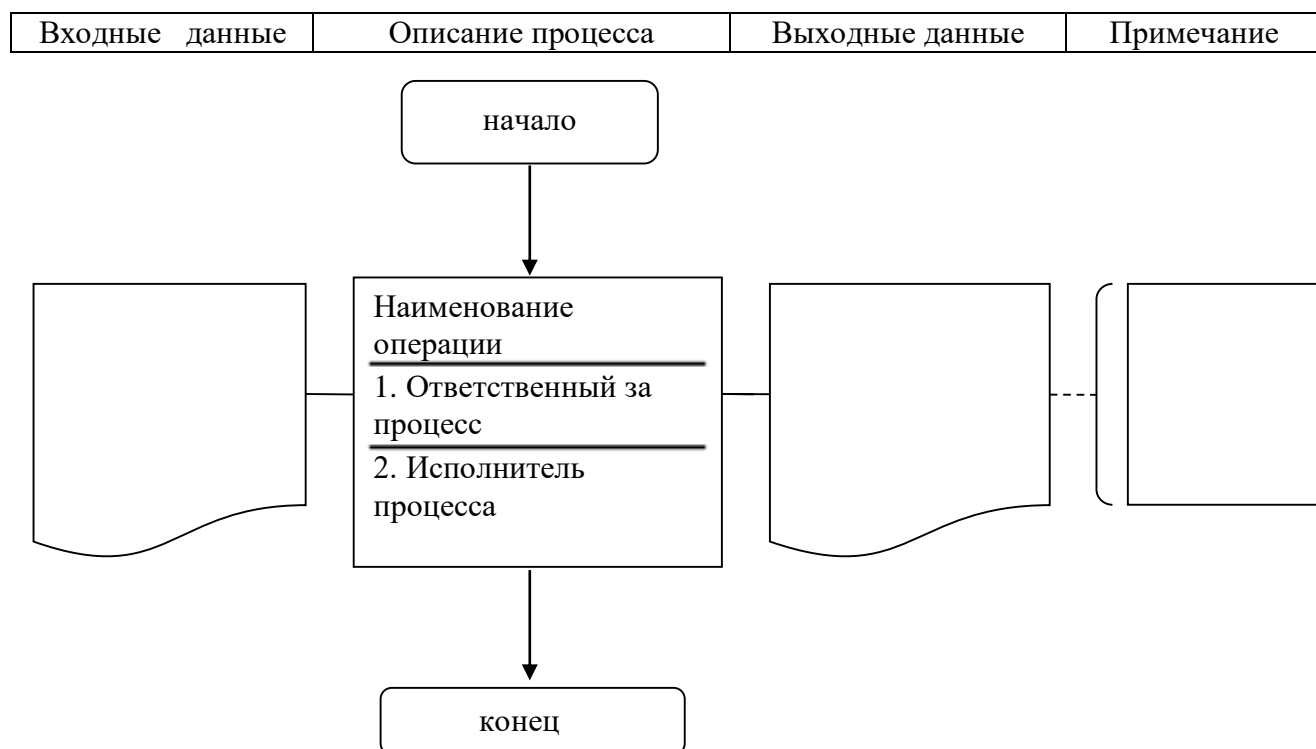 Входные данные
Описание процесса
Выходные данные
Примечание
начало
Наименование
операции
1. Ответственный за
процесс
2. Исполнитель
процесса
конец